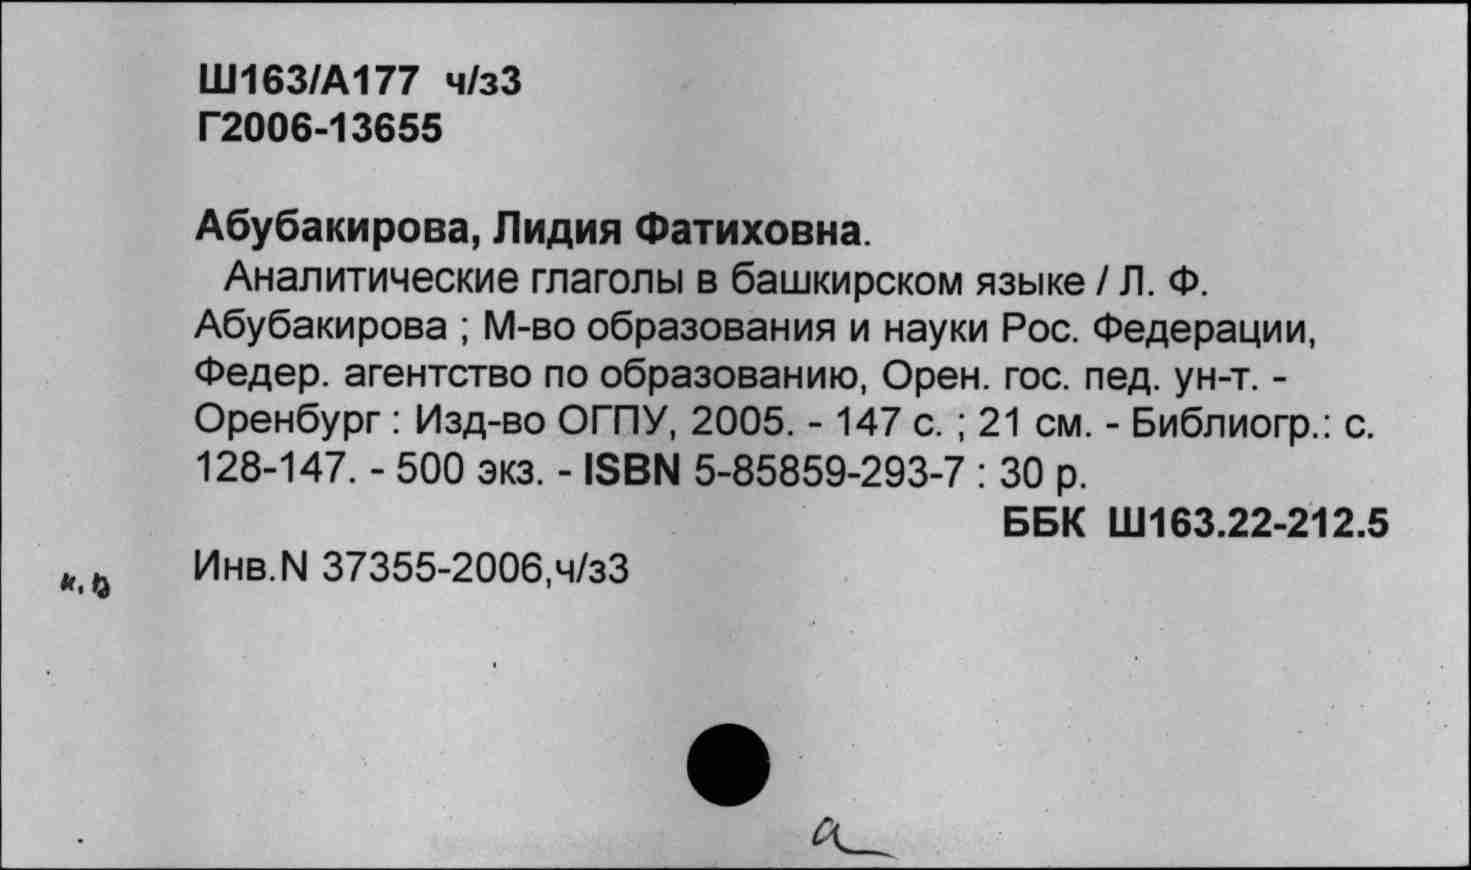 Ш163/А177 ч/з3
Г2006-13655
Абубакирова, Лидия Фатиховна.
Аналитические глаголы в башкирском языке / Л. Ф.
Абубакирова ; М-во образования и науки Рос. Федерации,
Федер. агентство по образованию, Орен. гос. пед. ун-т. -
Оренбург : Изд-во ОГПУ, 2005. - 147 с. ; 21 см. - Библиогр.: с.
128-147. - 500 экз. - ISBN 5-85859-293-7 : 30 р.
ББК Ш163.22-212.5
Инв.N 37355-2006,ч/з3
а